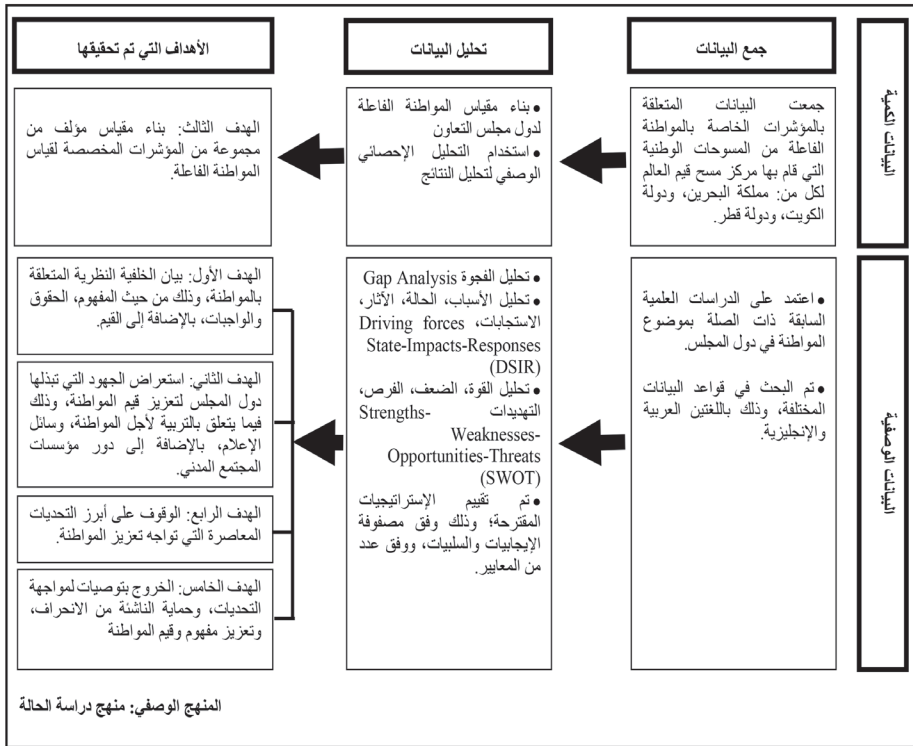 جمع البيانات
تحليل البيانات
الأهداف التي تم تحقيقها
البيانات الكمية
جمعت البيانات المتعلقة
بالمؤشرات الخاصة بالمواطنة
الفاعلة من المسوحات الوطنية
التي قام بها مركز مسح قيم العالم
لكل من: مملكة البحرين، ودولة
الكويت، ودولة قطر.
• بناء مقياس المواطنة الفاعلة
لدول مجلس التعاون
• استخدام التحليل الإحصائي
الوصفي لتحليل النتائج
الهدف الثالث: بناء مقياس مؤلف من
مجموعة من المؤشرات المخصصة لقياس
المواطنة الفاعلة.
البيانات الوصفية
• اعتمد على الدراسات العلمية
السابقة ذات الصلة بموضوع
المواطنة في دول المجلس.
• تم البحث في قواعد البيانات
المختلفة، وذلك باللغتين العربية
والإنجليزية.
• تحليل الفجوة Gap Analysis
• تحليل الأسباب، الحالة، الآثار،
الاستجابات، Driving forces
State-Impacts-Responses
(DSIR)
• تحليل القوة، الضعف، الفرص،
التهديدات Strengths-
Weaknesses-
Opportunities-Threats
(SWOT)
• تم تقييم الإستراتيجيات
المقترحة؛ وذلك وفق مصفوفة
الإيجابيات والسلبيات، ووفق عدد
من المعايير.
الهدف الأول: بيان الخلفية النظرية المتعلقة
بالمواطنة، وذلك من حيث المفهوم، الحقوق
والواجبات، بالإضافة إلى القيم.
الهدف الثاني: استعراض الجهود التي تبذلها
دول المجلس لتعزيز قيم المواطنة، وذلك
فيما يتعلق بالتربية لأجل المواطنة، وسائل
الإعلام، بالإضافة إلى دور مؤسسات
المجتمع المدني.
الهدف الرابع: الوقوف على أبرز التحديات
المعاصرة التي تواجه تعزيز المواطنة.
الهدف الخامس: الخروج بتوصيات لمواجهة
التحديات، وحماية الناشئة من الانحراف،
وتعزيز مفهوم وقيم المواطنة
المنهج الوصفي: منهج دراسة الحالة